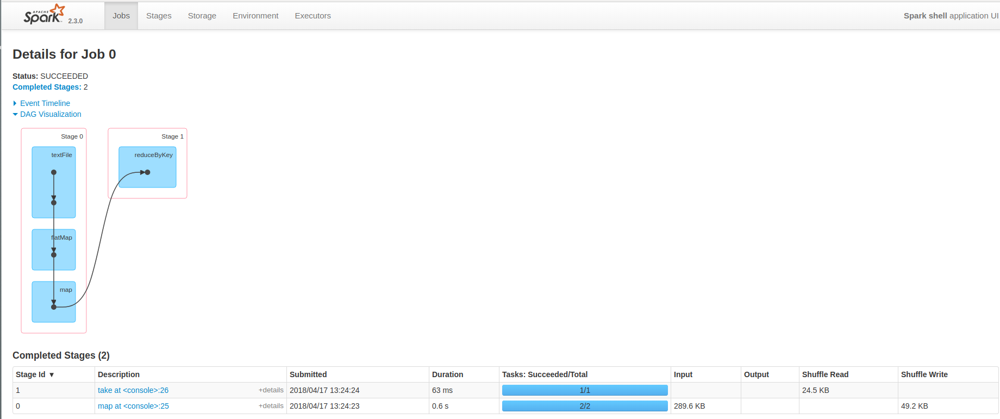 APACHE Spark 2.3.0 Jobs Stages Storage Environment Executors Spark shell application UI
Details for Job 0
Status: SUCCEEDED
Completed Stages: 2
Event Timeline
DAG Visualization
Stage 0 Stage 1
textFile reduceByKey
flatMap
map
Completed Stages (2)
Stage Id ▼ Description Submitted Duration Tasks: Succeeded/Total Input Output Shuffle Read Shuffle Write
1 take at <console>:26 +details 2018/04/17 13:24:24 63 ms 1/1 24.5 KB
0 map at <console>:25 +details 2018/04/17 13:24:23 0.6 s 2/2 289.6 KB 49.2 KB